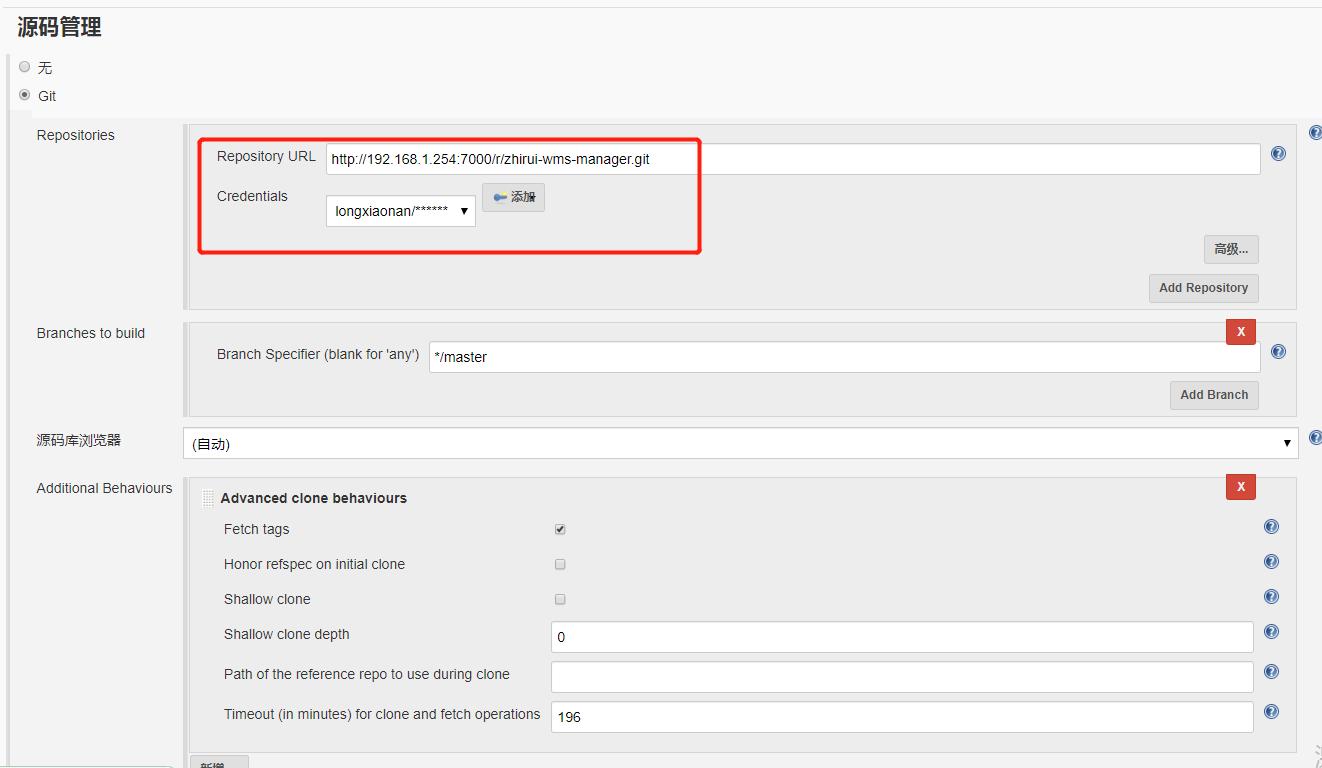 源码管理
无
Git
Repositories
Repository URL
http://192.168.1.254:7000/r/zhirui-wms-manager.git
Credentials
longxiaonan/******
添加
高级...
Add Repository
Branches to build
X
Branch Specifier (blank for 'any')
*/master
Add Branch
源码库浏览器
(自动)
Additional Behaviours
X
Advanced clone behaviours
Fetch tags
Honor refspec on initial clone
Shallow clone
Shallow clone depth
0
Path of the reference repo to use during clone
Timeout (in minutes) for clone and fetch operations
196
新增